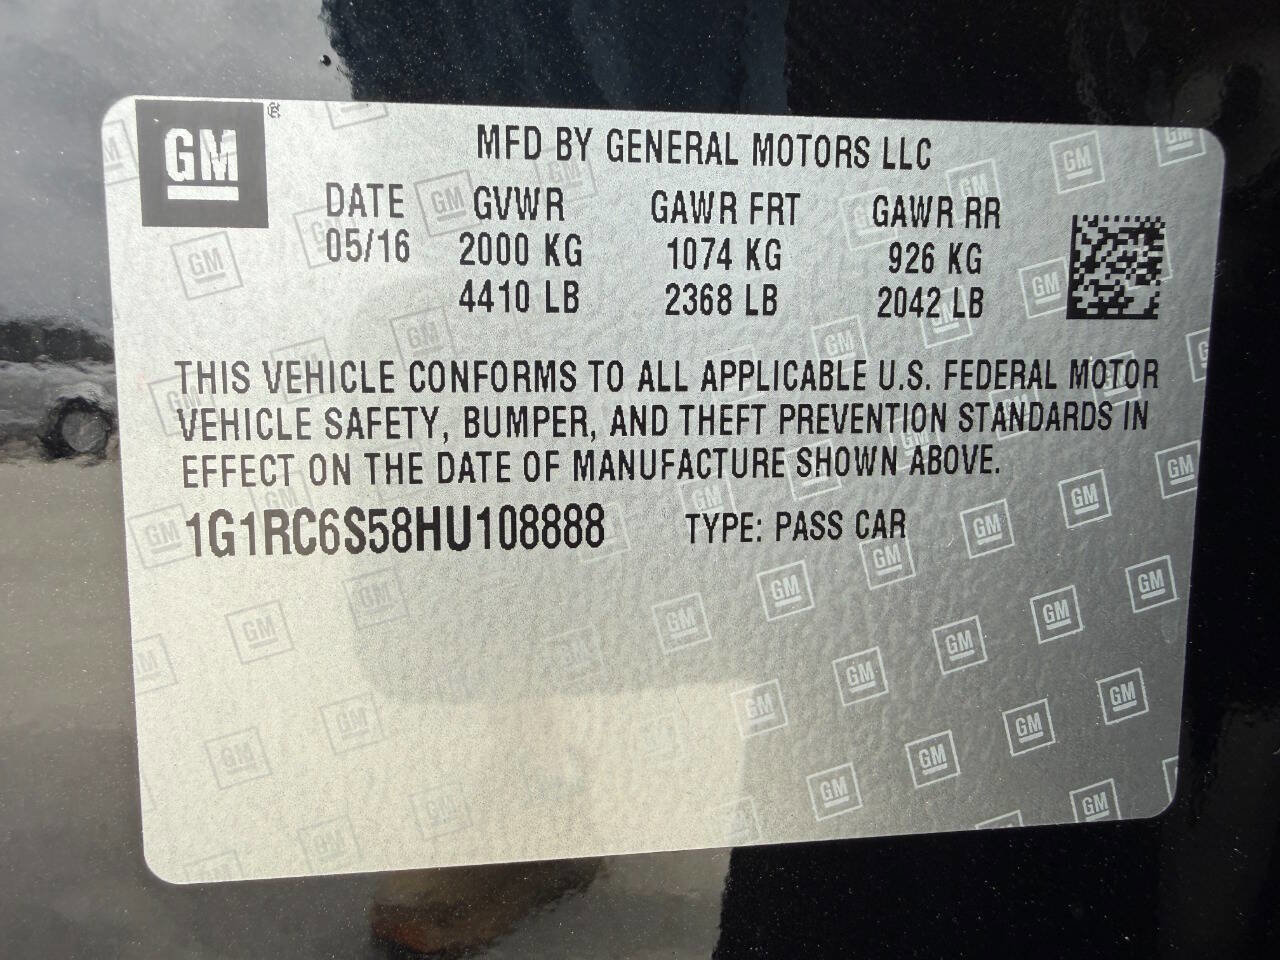 GM
MFD BY GENERAL MOTORS LLC
DATE GVWR GAWR FRT GAWR RR
05/16 2000 KG 1074 KG 926 KG
4410 LB 2368 LB 2042 LB
THIS VEHICLE CONFORMS TO ALL APPLICABLE U.S. FEDERAL MOTOR
VEHICLE SAFETY, BUMPER, AND THEFT PREVENTION STANDARDS IN
EFFECT ON THE DATE OF MANUFACTURE SHOWN ABOVE.
1G1RC6S58HU108888 TYPE: PASS CAR